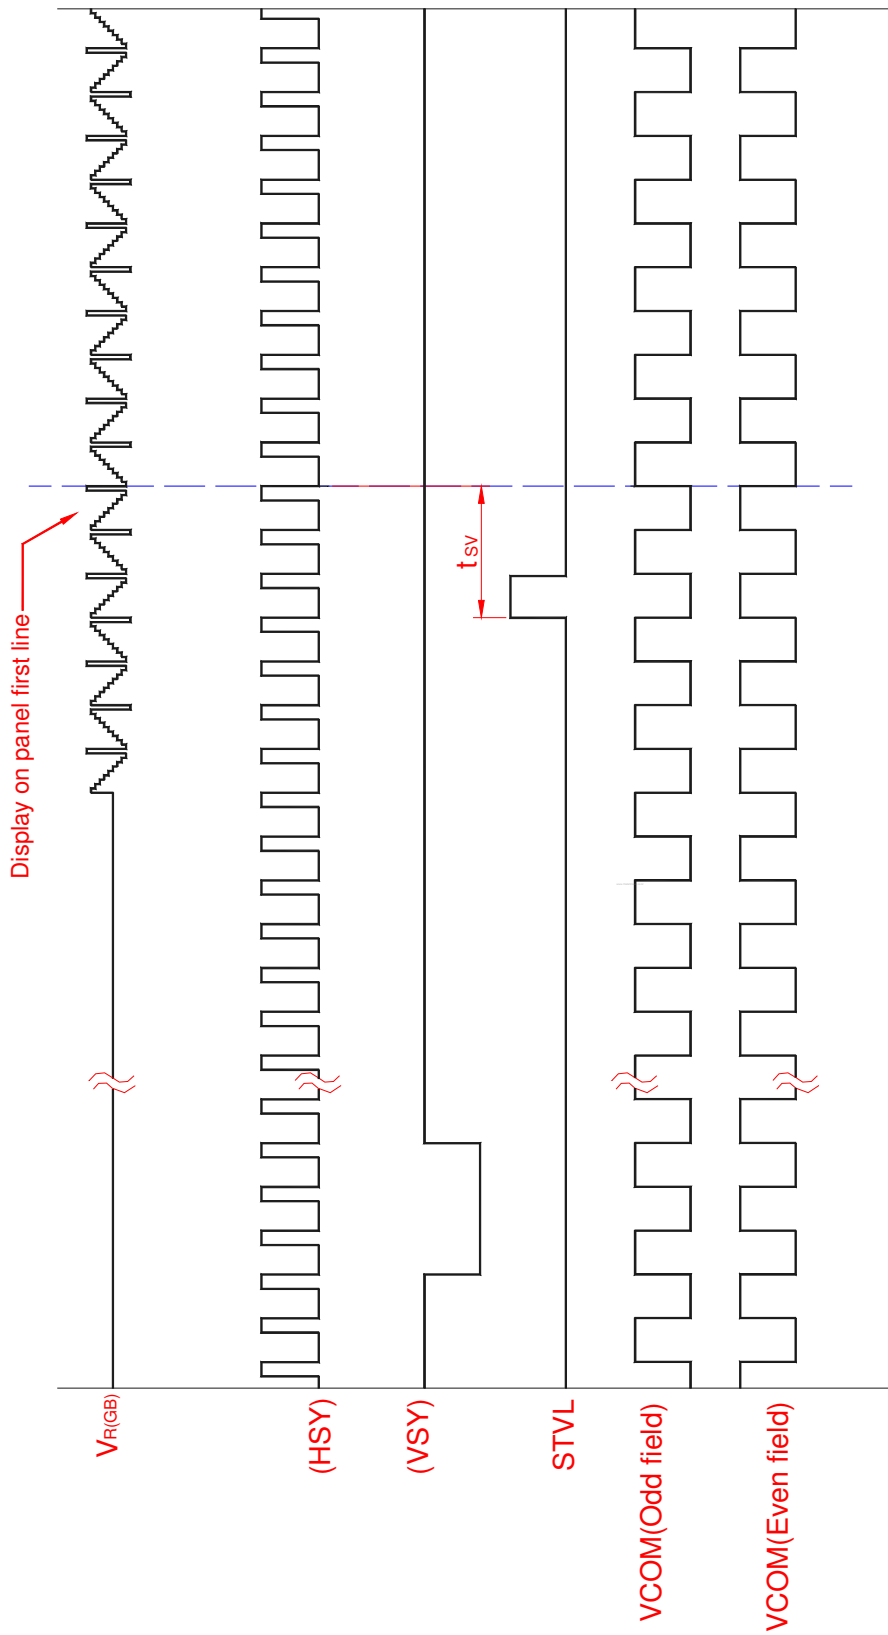 Display on panel first line
VR(GB)
(HSY)
(VSY)
tsv
STVL
VCOM(Odd field)
VCOM(Even field)